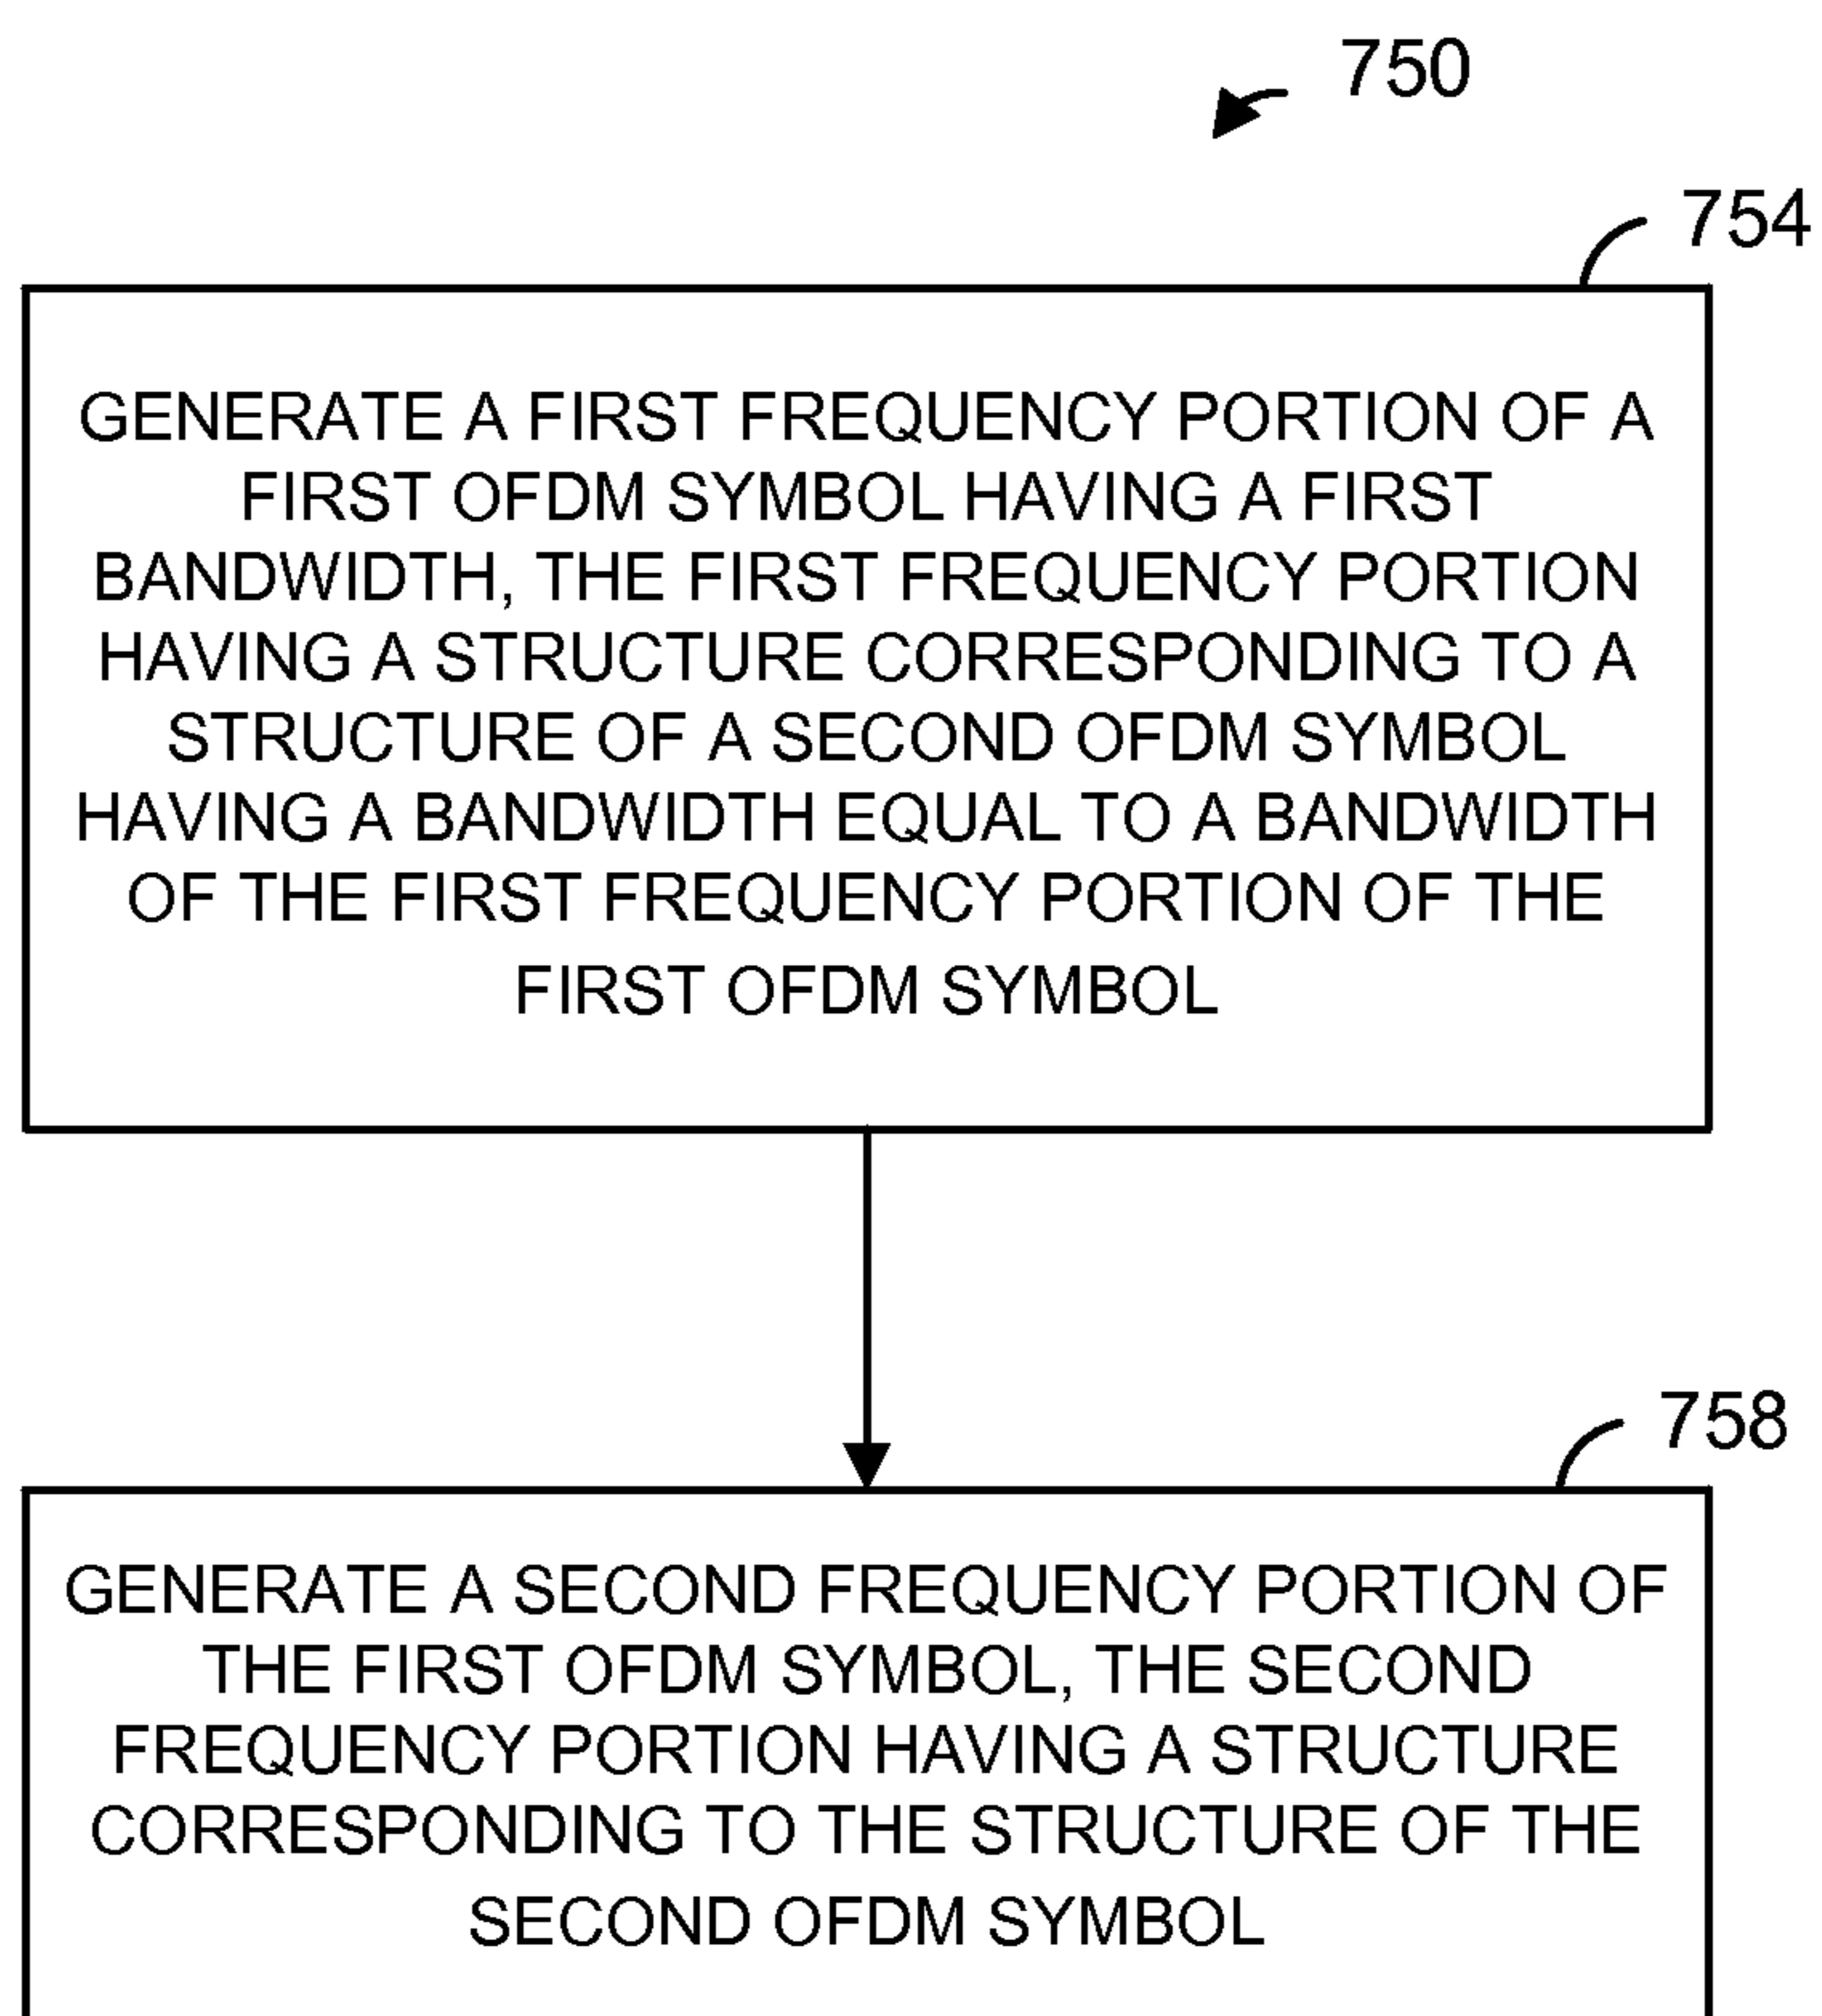 750
754
GENERATE A FIRST FREQUENCY PORTION OF A
FIRST OFDM SYMBOL HAVING A FIRST
BANDWIDTH, THE FIRST FREQUENCY PORTION
HAVING A STRUCTURE CORRESPONDING TO A
STRUCTURE OF A SECOND OFDM SYMBOL
HAVING A BANDWIDTH EQUAL TO A BANDWIDTH
OF THE FIRST FREQUENCY PORTION OF THE
FIRST OFDM SYMBOL
758
GENERATE A SECOND FREQUENCY PORTION OF
THE FIRST OFDM SYMBOL, THE SECOND
FREQUENCY PORTION HAVING A STRUCTURE
CORRESPONDING TO THE STRUCTURE OF THE
SECOND OFDM SYMBOL